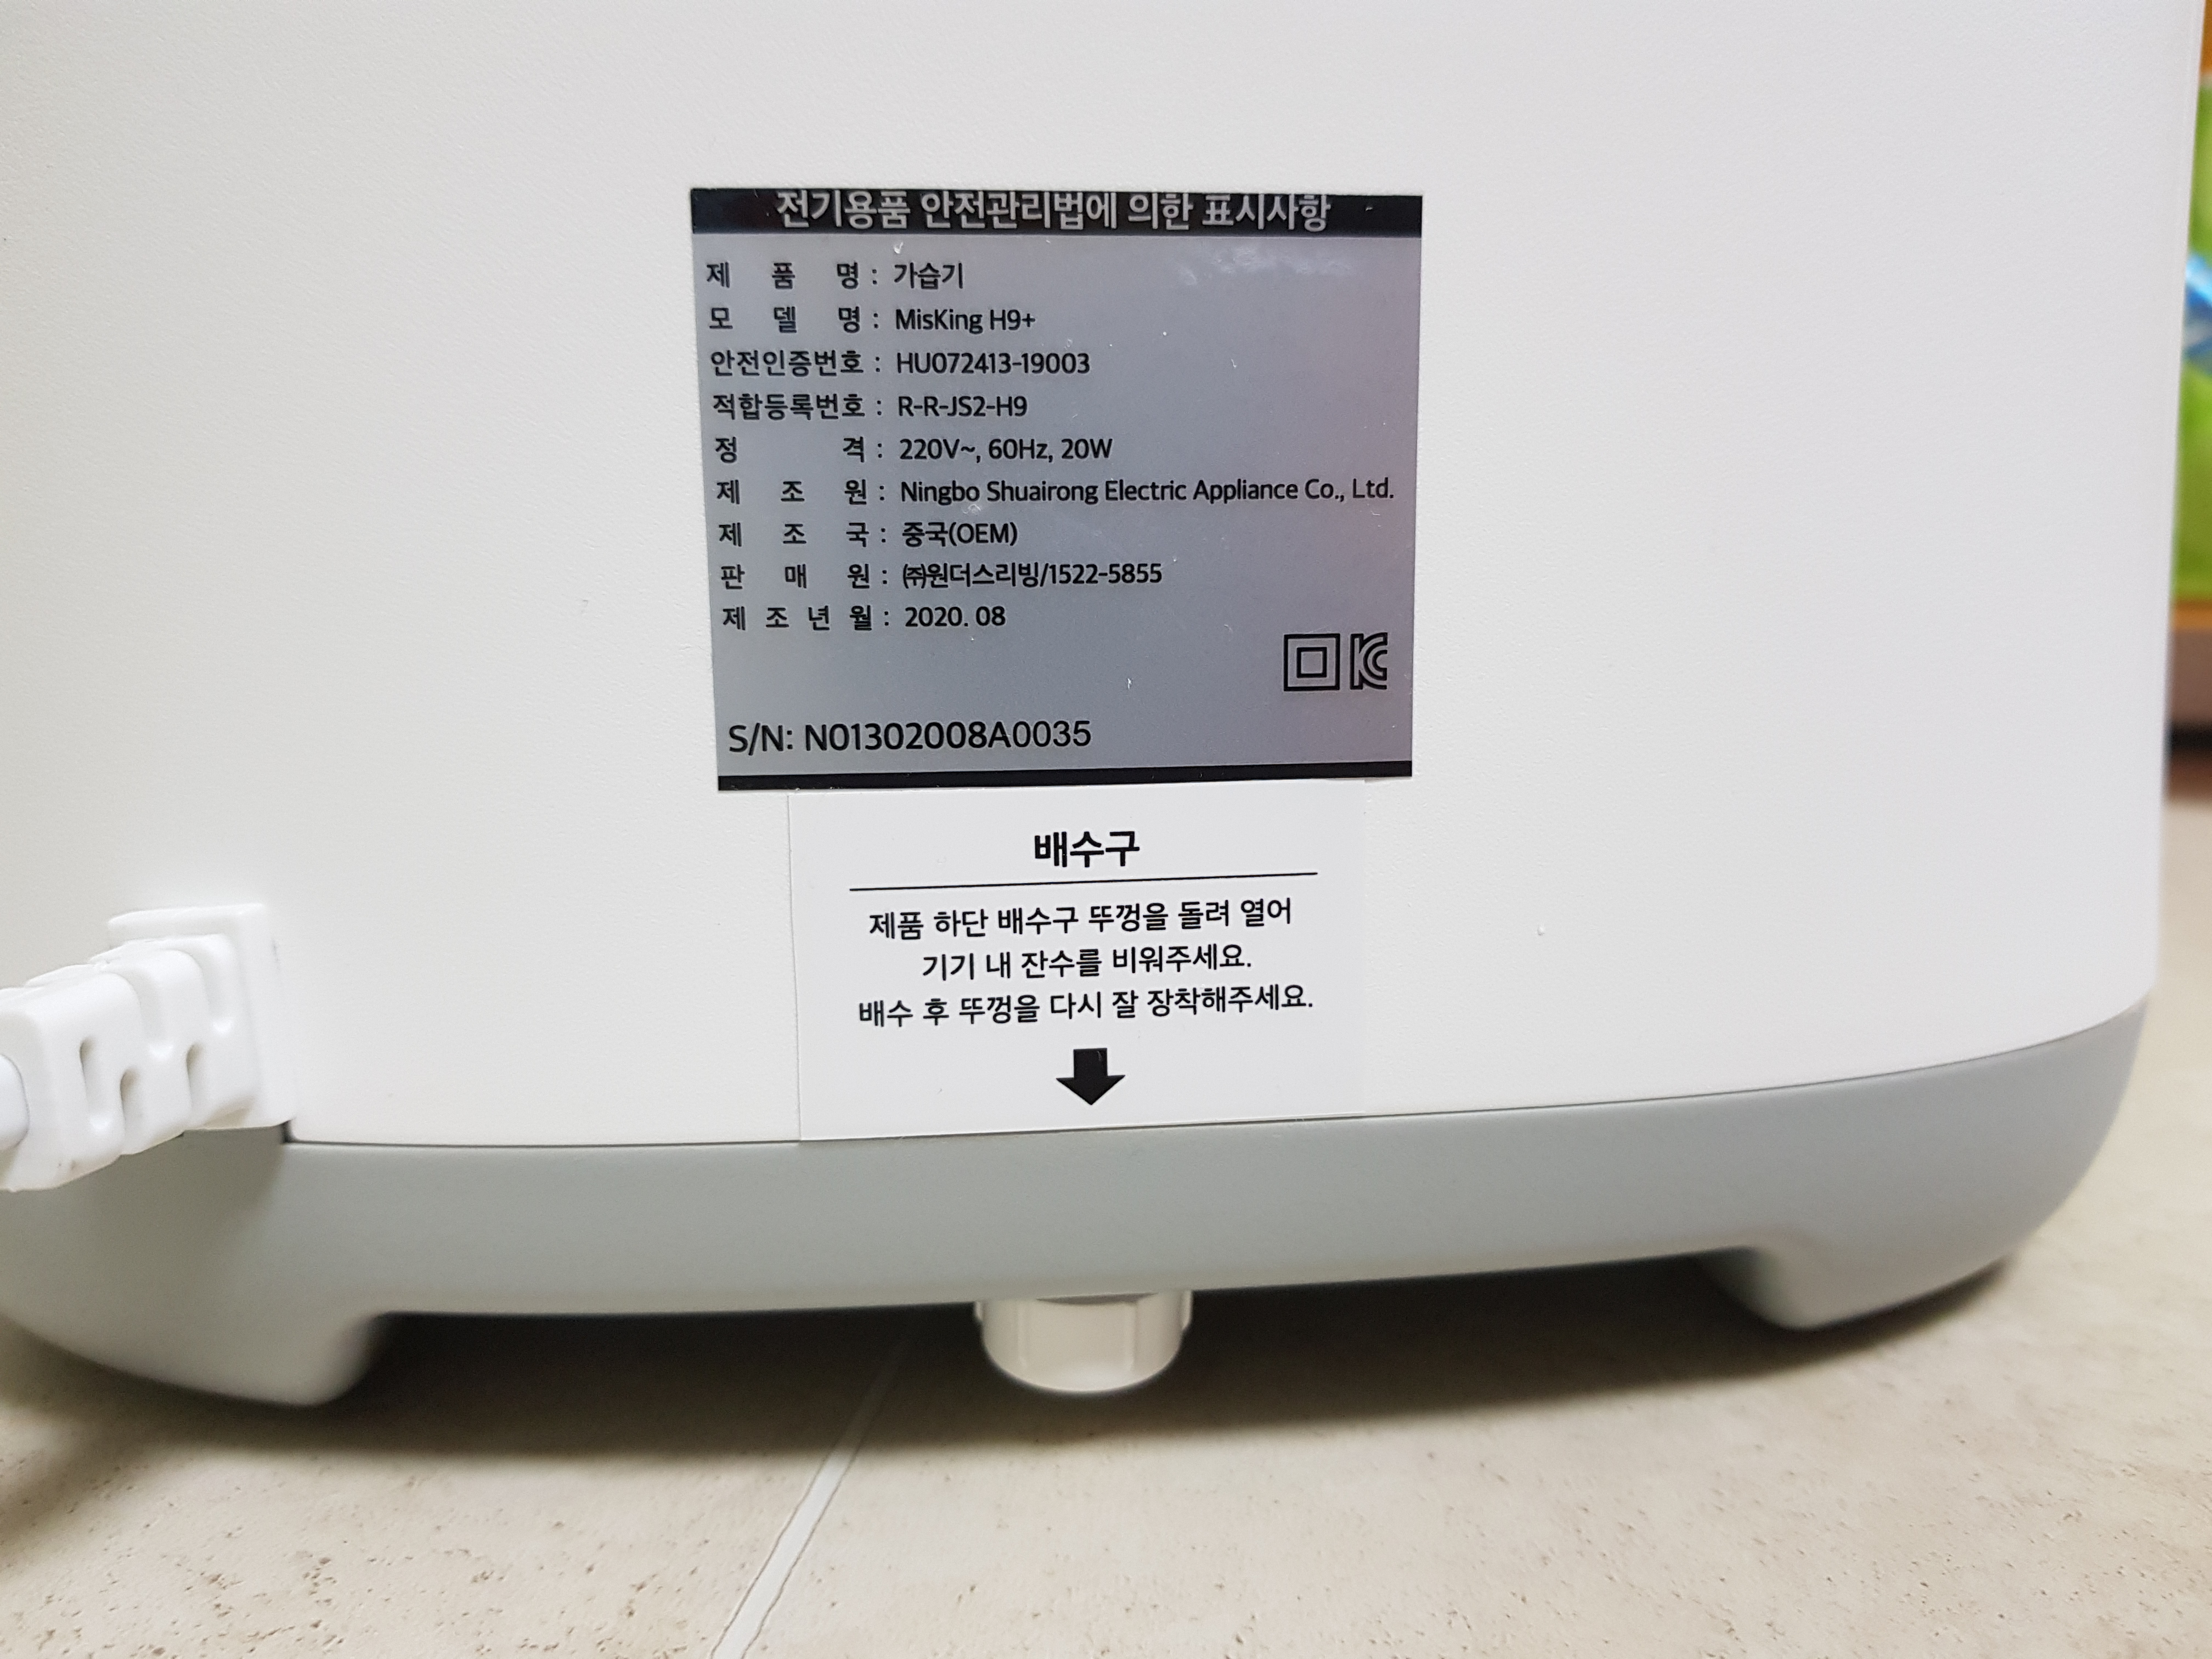 전기용품 안전관리법에 의한 표시사항
제 품 명 : 가습기
모 델 명 : MisKing H9+
안전인증번호 : HU072413-19003
적합등록번호 : R-R-JS2-H9
정 격 : 220V~, 60Hz, 20W
제 조 원 : Ningbo Shuairong Electric Appliance Co., Ltd.
제 조 국 : 중국(OEM)
판 매 원 : ㈜원더스리빙/1522-5855
제 조 년 월 : 2020. 08
KC
S/N: N01302008A0035
배수구
제품 하단 배수구 뚜껑을 돌려 열어
기기 내 잔수를 비워주세요.
배수 후 뚜껑을 다시 잘 장착해주세요.